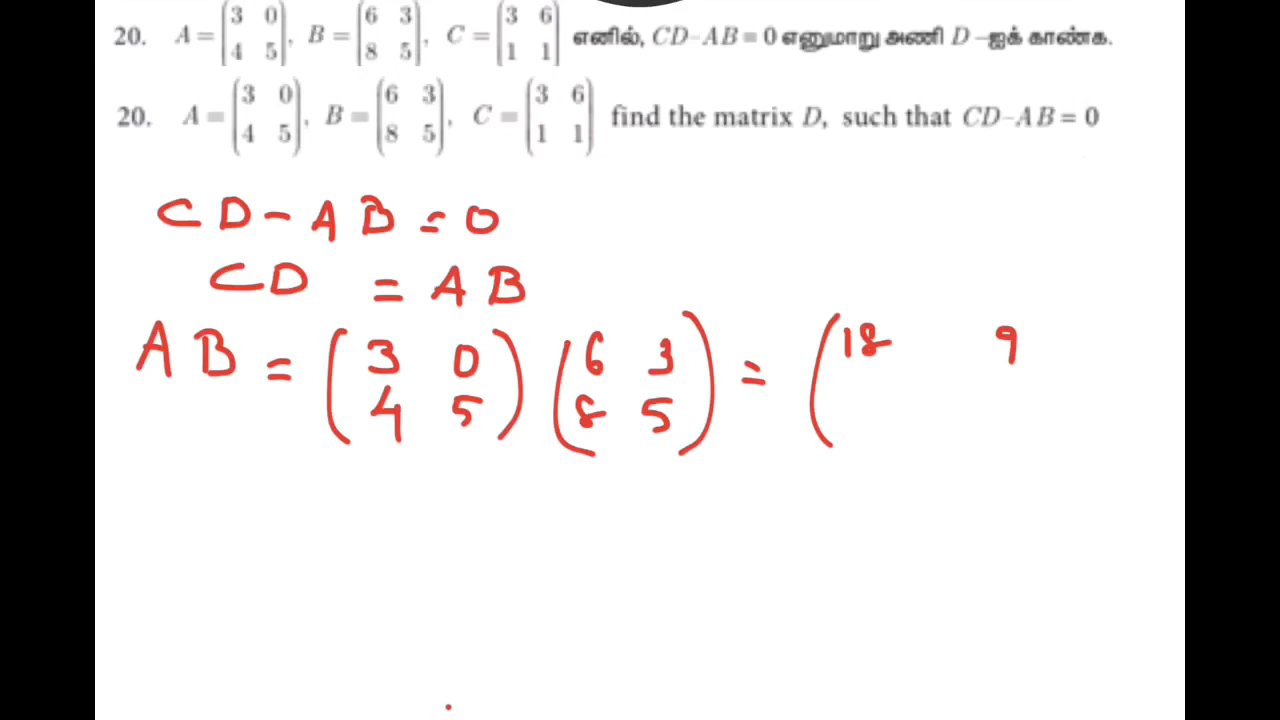 20. A = (3 0 4 5), B = (6 3 8 5), C = (3 6 1 1) எனில், CD–AB = 0 எனுமாறு அணி D –ஐக் காண்க.
20. A = (3 0 4 5), B = (6 3 8 5), C = (3 6 1 1) find the matrix D, such that CD–AB = 0
CD - AB = 0
CD = AB
AB = (3 0 4 5) (6 3 8 5) = (18 9